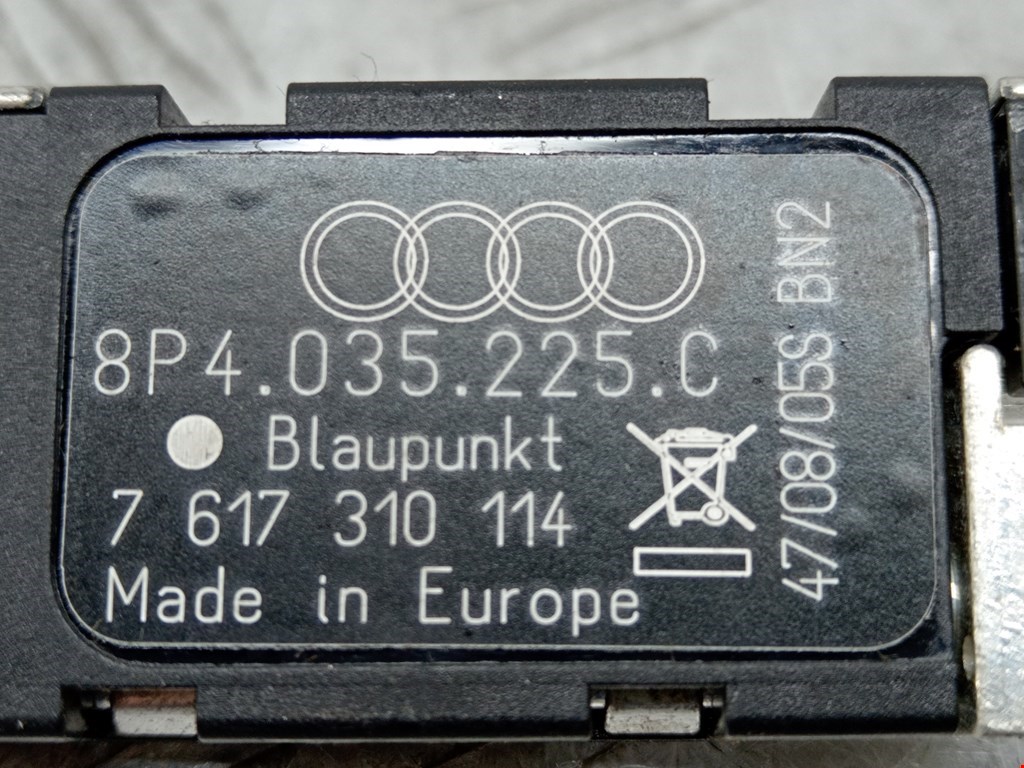 8P4.035.225.C
Blaupunkt
7 617 310 114
Made in Europe
47/08/05S BN2